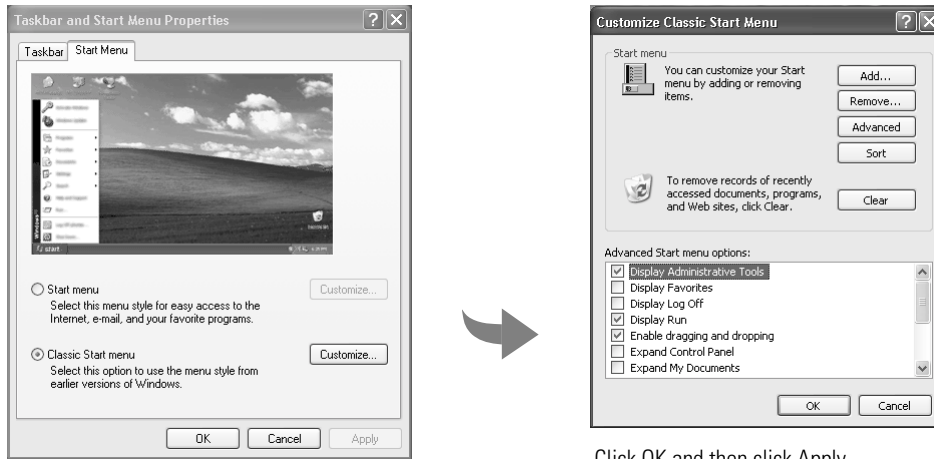 Taskbar and Start Menu Properties
Taskbar
Start Menu
start
Start menu
Customize...
Select this menu style for easy access to the
Internet, e-mail, and your favorite programs.
Classic Start menu
Customize...
Select this option to use the menu style from
earlier versions of Windows.
OK
Cancel
Apply
Customize Classic Start Menu
Start menu
You can customize your Start
menu by adding or removing
items.
Add...
Remove...
Advanced
Sort
To remove records of recently
accessed documents, programs,
and Web sites, click Clear.
Clear
Advanced Start menu options:
Display Administrative Tools
Display Favorites
Display Log Off
Display Run
Enable dragging and dropping
Expand Control Panel
Expand My Documents
OK
Cancel
Click OK and then click Apply